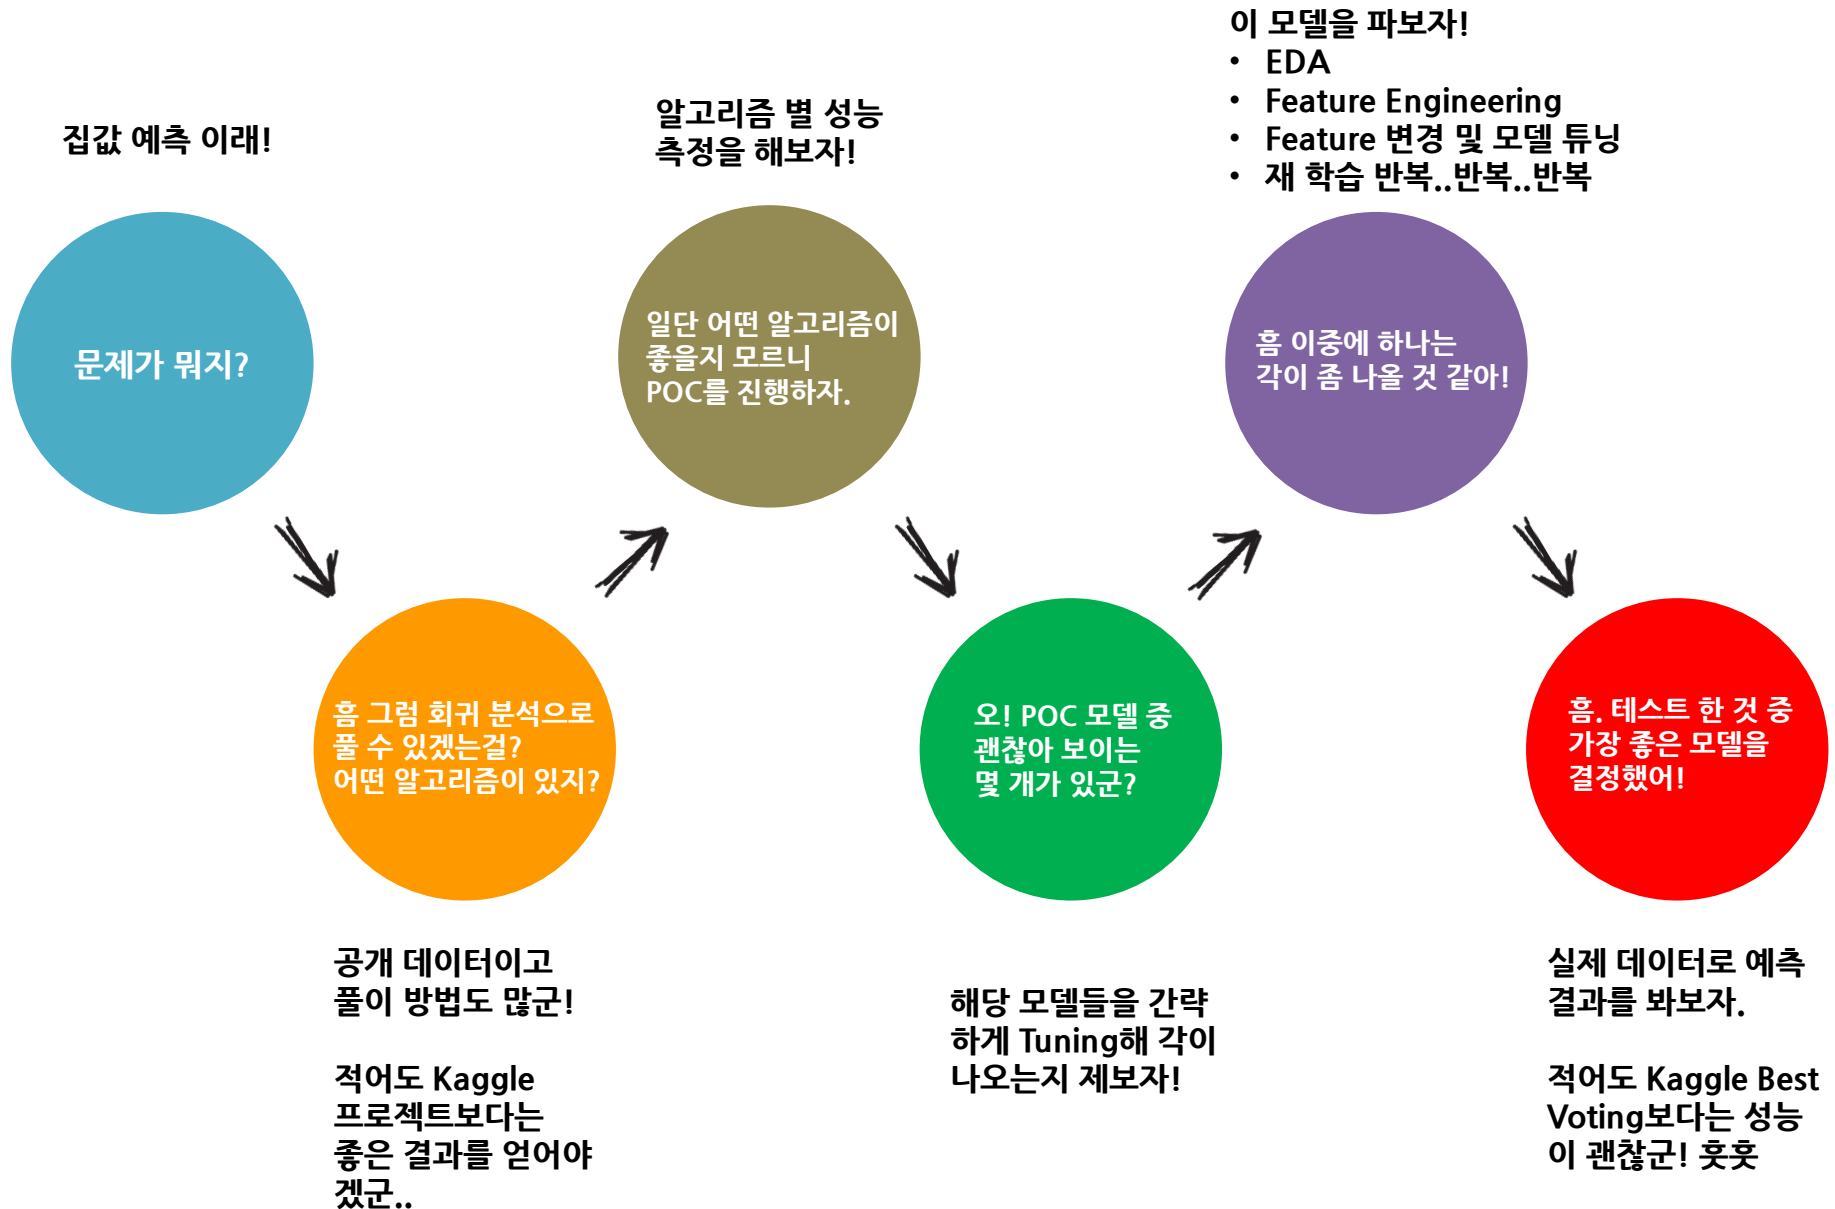 집값 예측 이래!
문제가 뭐지?
흠 그럼 회귀 분석으로
풀 수 있겠는걸?
어떤 알고리즘이 있지?
공개 데이터이고
풀이 방법도 많군!
적어도 Kaggle
프로젝트보다는
좋은 결과를 얻어야
겠군..
알고리즘 별 성능
측정을 해보자!
일단 어떤 알고리즘이
좋을지 모르니
POC를 진행하자.
오! POC 모델 중
괜찮아 보이는
몇 개가 있군?
해당 모델들을 간략
하게 Tuning해 각이
나오는지 제보자!
이 모델을 파보자!
• EDA
• Feature Engineering
• Feature 변경 및 모델 튜닝
• 재 학습 반복..반복..반복
흠 이중에 하나는
각이 좀 나올 것 같아!
흠. 테스트 한 것 중
가장 좋은 모델을
결정했어!
실제 데이터로 예측
결과를 봐보자.
적어도 Kaggle Best
Voting보다는 성능
이 괜찮군! 훗훗